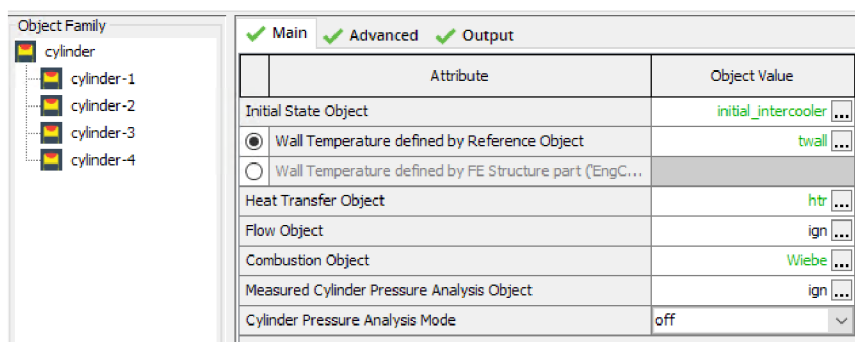 Object Family
cylinder
cylinder-1
cylinder-2
cylinder-3
cylinder-4
Main Advanced Output
Attribute Object Value
Initial State Object initial_intercooler ...
Wall Temperature defined by Reference Object twall ...
Wall Temperature defined by FE Structure part ('EngC...
Heat Transfer Object htr ...
Flow Object ign ...
Combustion Object Wiebe ...
Measured Cylinder Pressure Analysis Object ign ...
Cylinder Pressure Analysis Mode off